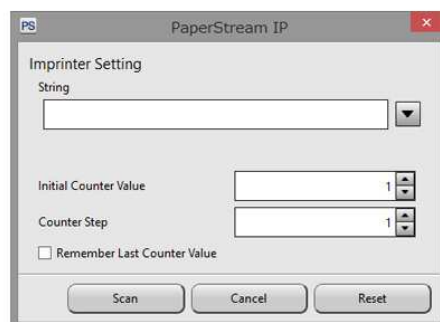 PS PaperStream IP
Imprinter Setting
String
Initial Counter Value 1
Counter Step 1
Remember Last Counter Value
Scan Cancel Reset